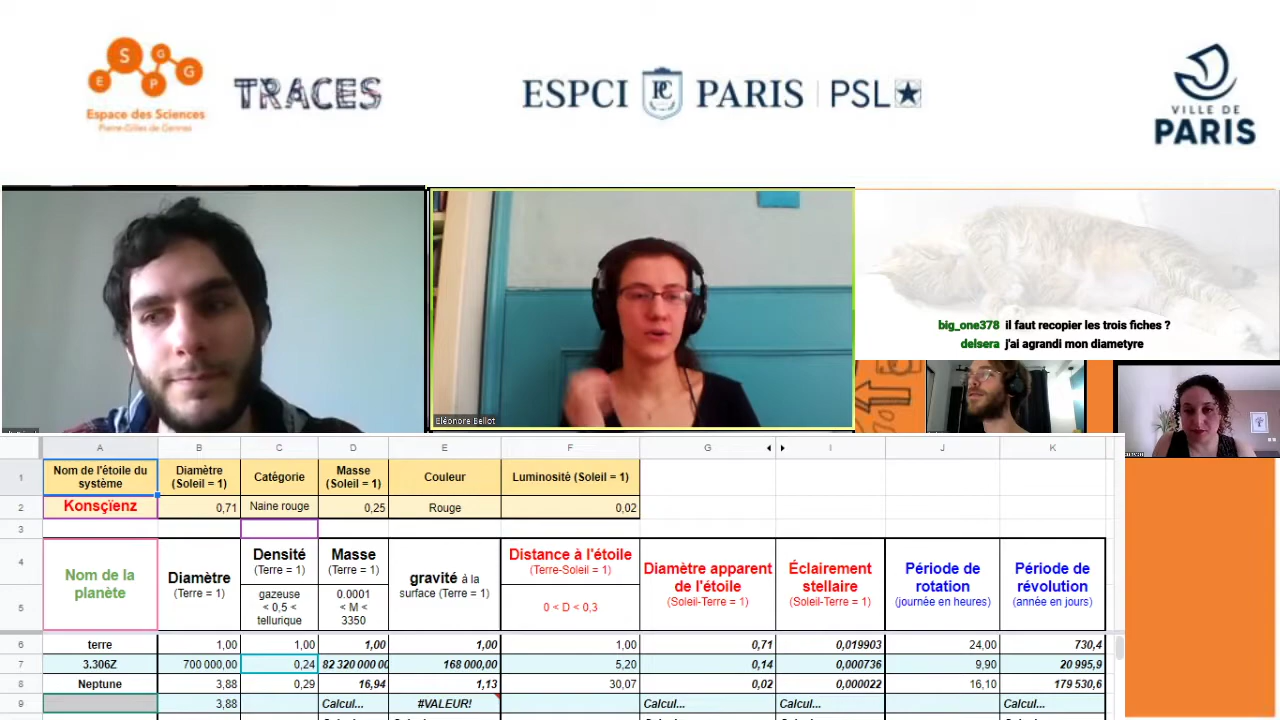 S
G
E
P
G
Espace des Sciences
Pierre-Gilles de Gennes
TRACES
ESPCI PARIS PSL
VILLE DE
PARIS
big_one378 il faut recopier les trois fiches ?
delsera j'ai agrandi mon diametyre
Eléonore Bellot
A B C D E F G I J K
1 Nom de l'étoile du système Diamètre (Soleil = 1) Catégorie Masse (Soleil = 1) Couleur Luminosité (Soleil = 1)
2 Konsçïenz 0,71 Naine rouge 0,25 Rouge 0,02
3
4 Nom de la planète Diamètre (Terre = 1) Densité (Terre = 1) Masse (Terre = 1) gravité à la surface (Terre = 1) Distance à l'étoile (Terre-Soleil = 1) Diamètre apparent de l'étoile (Soleil-Terre = 1) Éclairement stellaire (Soleil-Terre = 1) Période de rotation (journée en heures) Période de révolution (année en jours)
5 gazeuse < 0,5 < tellurique 0.0001 < M < 3350 0 < D < 0,3
6 terre 1,00 1,00 1,00 1,00 1,00 0,71 0,019903 24,00 730,4
7 3.306Z 700 000,00 0,24 82 320 000 00 168 000,00 5,20 0,14 0,000736 9,90 20 995,9
8 Neptune 3,88 0,29 16,94 1,13 30,07 0,02 0,000022 16,10 179 530,6
9 3,88 Calcul... #VALEUR! Calcul... Calcul... Calcul...